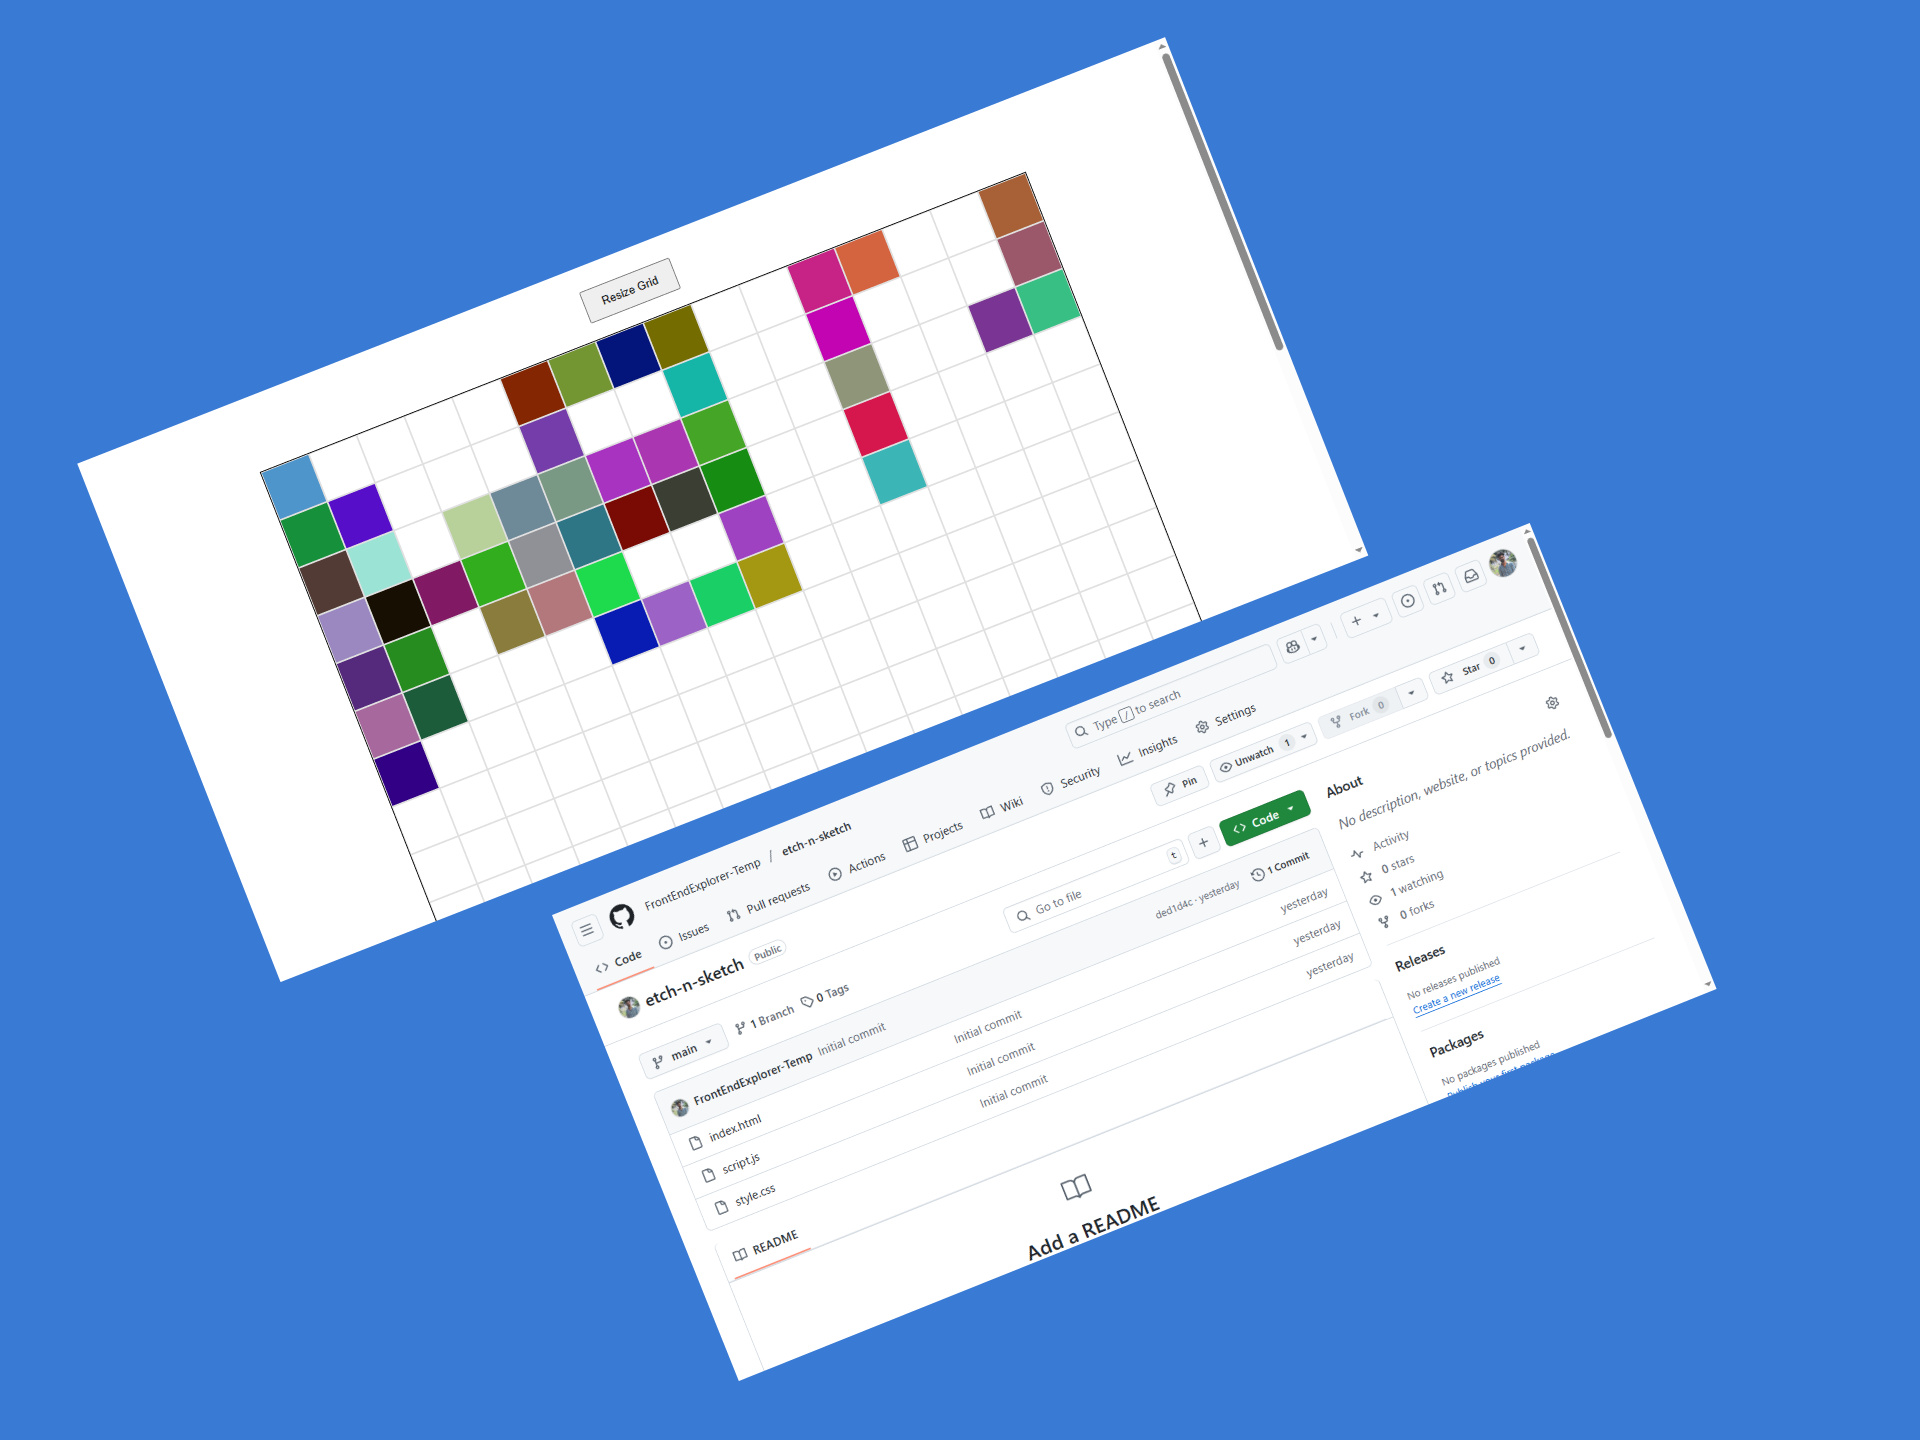 Resize Grid
FrontEndExplorer-Temp / etch-n-sketch
Type / to search
Code Issues Pull requests Actions Projects Wiki Security Insights Settings
etch-n-sketch Public
Pin Unwatch 1 Fork 0 Star 0
main 1 Branch 0 Tags
Go to file t + Code
FrontEndExplorer-Temp Initial commit ded1d4c · yesterday 1 Commit
index.html Initial commit yesterday
script.js Initial commit yesterday
style.css Initial commit yesterday
README
Add a README
About
No description, website, or topics provided.
Activity
0 stars
1 watching
0 forks
Releases
No releases published
Create a new release
Packages
No packages published
Publish your first package